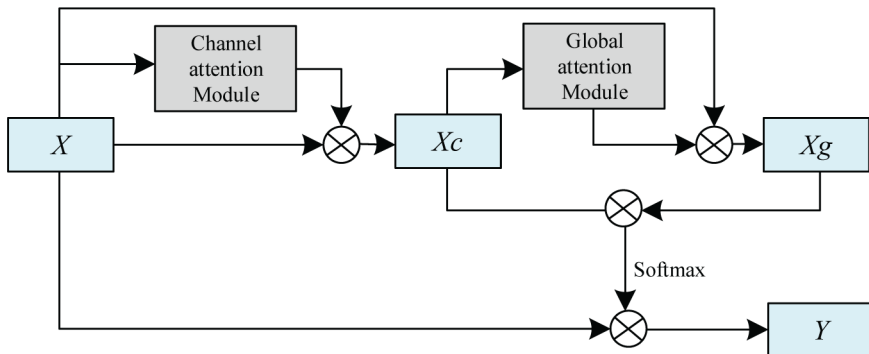 Channel
attention
Module
Global
attention
Module
X
Xc
Xg
Softmax
Y